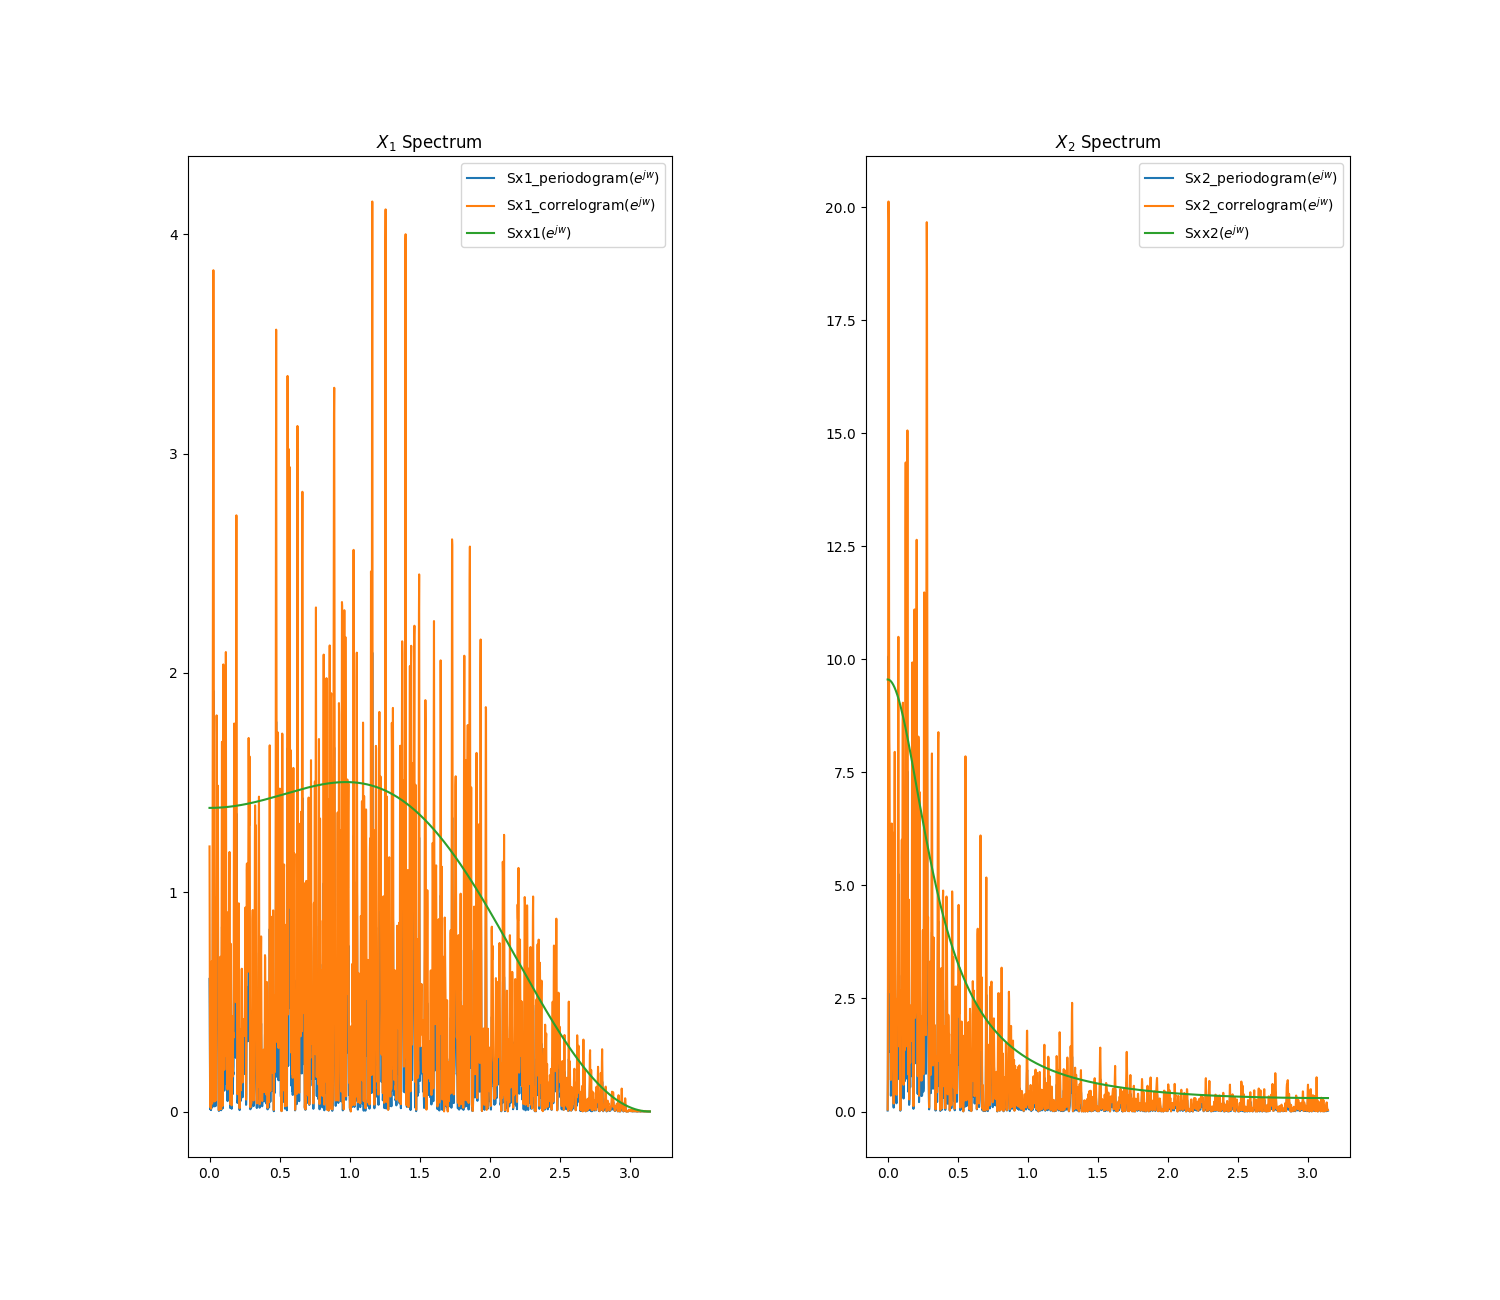 X₁ Spectrum
Sx1_periodogram(e^{jw})
Sx1_correlogram(e^{jw})
Sxx1(e^{jw})
4
3
2
1
0
0.0 0.5 1.0 1.5 2.0 2.5 3.0
X₂ Spectrum
Sx2_periodogram(e^{jw})
Sx2_correlogram(e^{jw})
Sxx2(e^{jw})
20.0
17.5
15.0
12.5
10.0
7.5
5.0
2.5
0.0
0.0 0.5 1.0 1.5 2.0 2.5 3.0